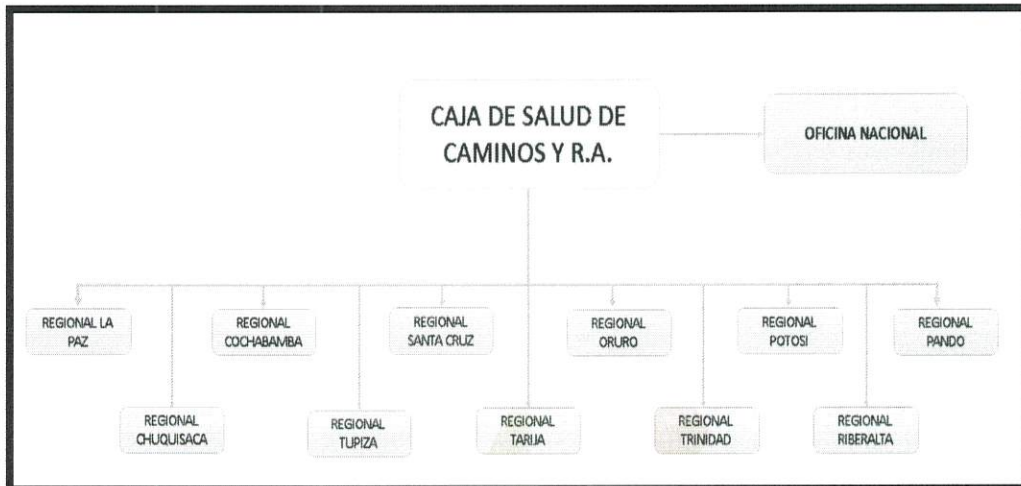 CAJA DE SALUD DE
CAMINOS Y R.A.
OFICINA NACIONAL
REGIONAL LA
PAZ
REGIONAL
COCHABAMBA
REGIONAL
SANTA CRUZ
REGIONAL
ORURO
REGIONAL
POTOSI
REGIONAL
PANDO
REGIONAL
CHUQUISACA
REGIONAL
TUPIZA
REGIONAL
TARIJA
REGIONAL
TRINIDAD
REGIONAL
RIBERALTA